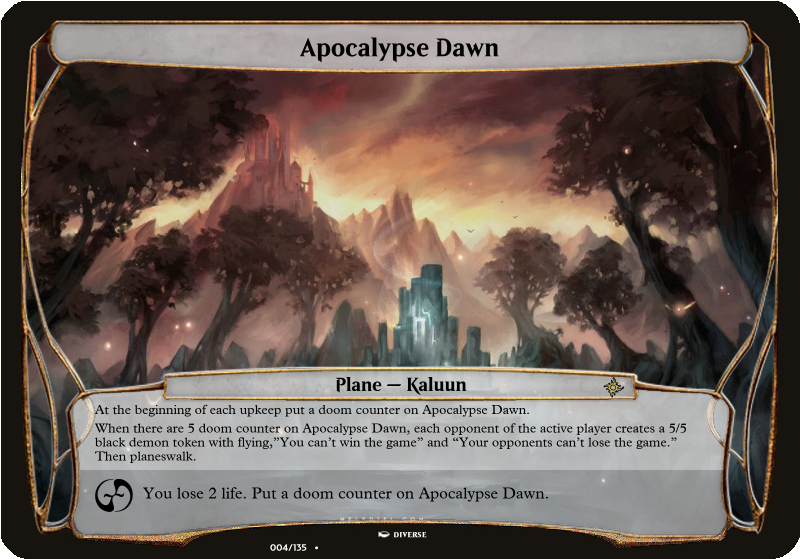 Apocalypse Dawn
Plane — Kaluun
At the beginning of each upkeep put a doom counter on Apocalypse Dawn.
When there are 5 doom counter on Apocalypse Dawn, each opponent of the active player creates a 5/5
black demon token with flying,”You can’t win the game” and “Your opponents can’t lose the game.”
Then planeswalk.
You lose 2 life. Put a doom counter on Apocalypse Dawn.
DIVERSE
004/135 •